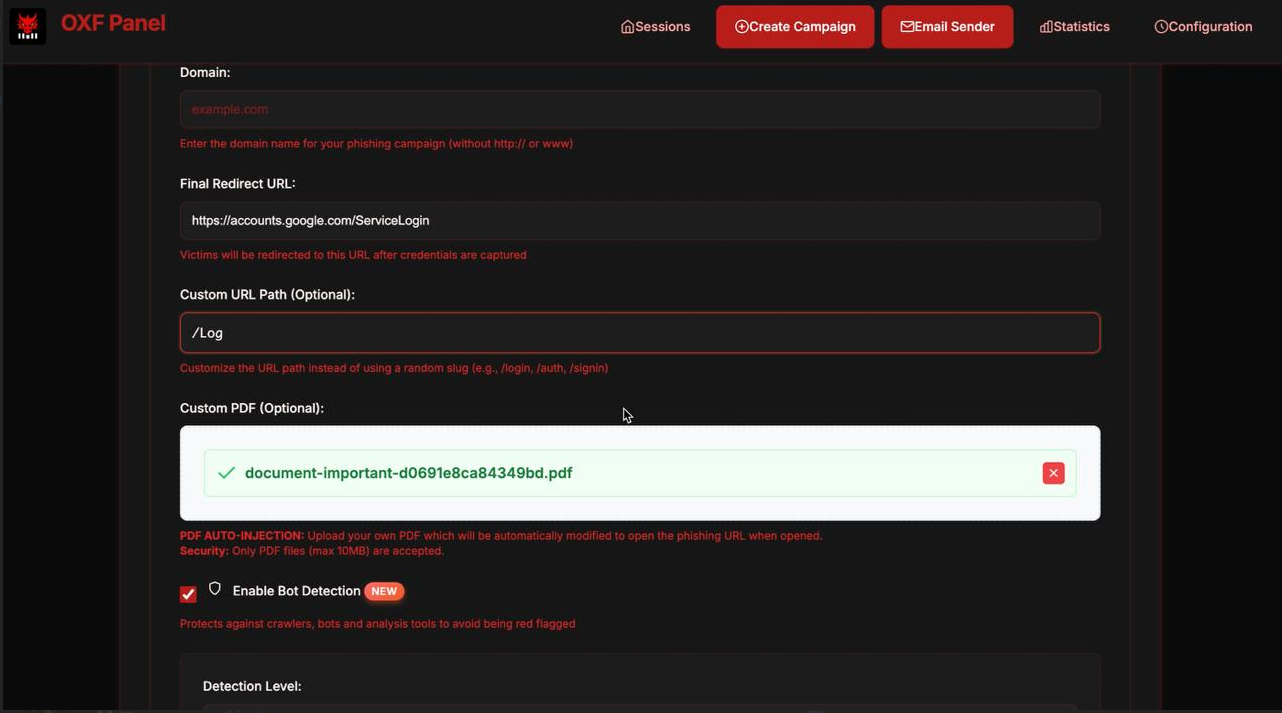 OXF Panel
Sessions
Create Campaign
Email Sender
Statistics
Configuration
Domain:
example.com
Enter the domain name for your phishing campaign (without http:// or www)
Final Redirect URL:
https://accounts.google.com/ServiceLogin
Victims will be redirected to this URL after credentials are captured
Custom URL Path (Optional):
/Log
Customize the URL path instead of using a random slug (e.g., /login, /auth, /signin)
Custom PDF (Optional):
document-important-d0691e8ca84349bd.pdf
PDF AUTO-INJECTION: Upload your own PDF which will be automatically modified to open the phishing URL when opened.
Security: Only PDF files (max 10MB) are accepted.
Enable Bot Detection NEW
Protects against crawlers, bots and analysis tools to avoid being red flagged
Detection Level: